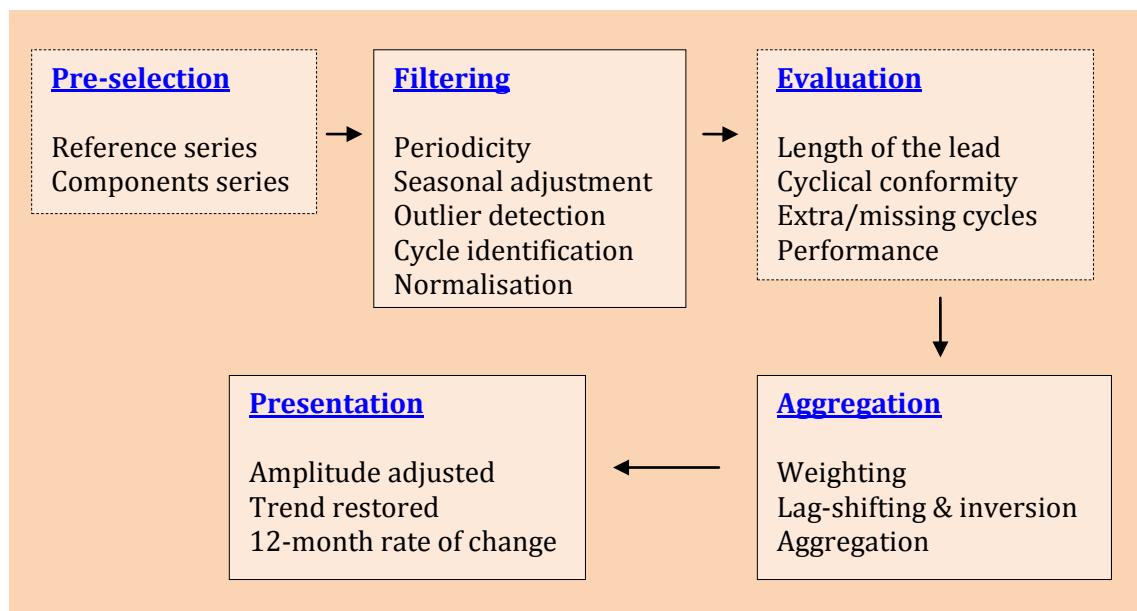 Pre-selection
Reference series
Components series
Filtering
Periodicity
Seasonal adjustment
Outlier detection
Cycle identification
Normalisation
Evaluation
Length of the lead
Cyclical conformity
Extra/missing cycles
Performance
Aggregation
Weighting
Lag-shifting & inversion
Aggregation
Presentation
Amplitude adjusted
Trend restored
12-month rate of change